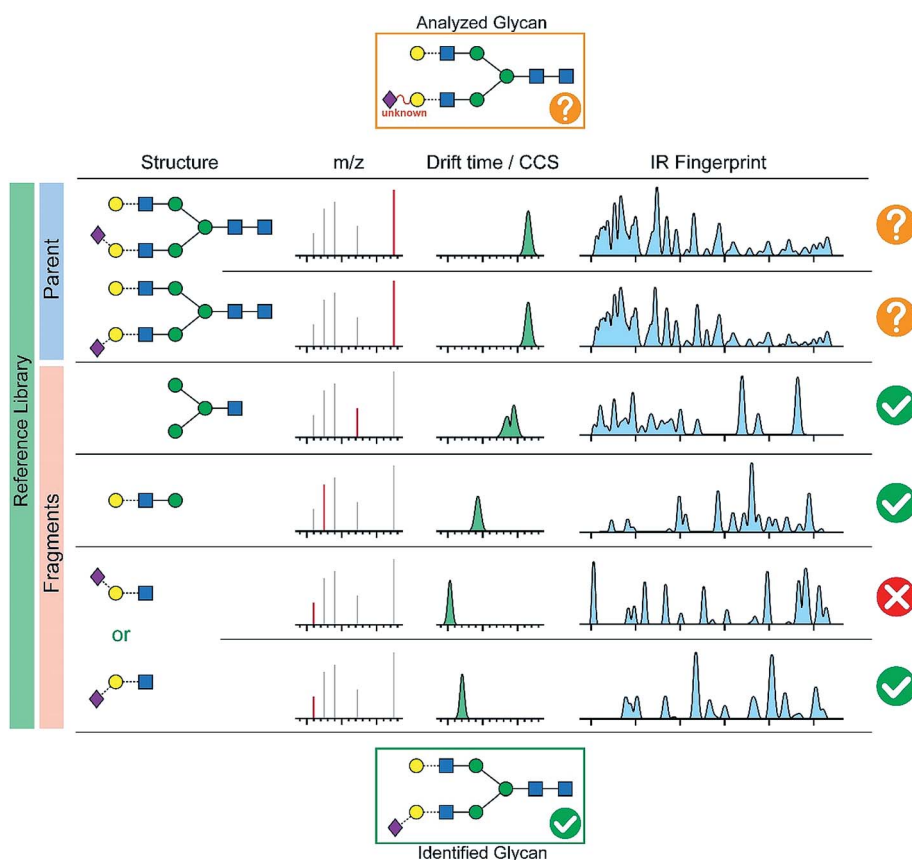 Analyzed Glycan
?
unknown
Structure
m/z
Drift time / CCS
IR Fingerprint
Reference Library
Parent
?
?
Fragments
or
Identified Glycan